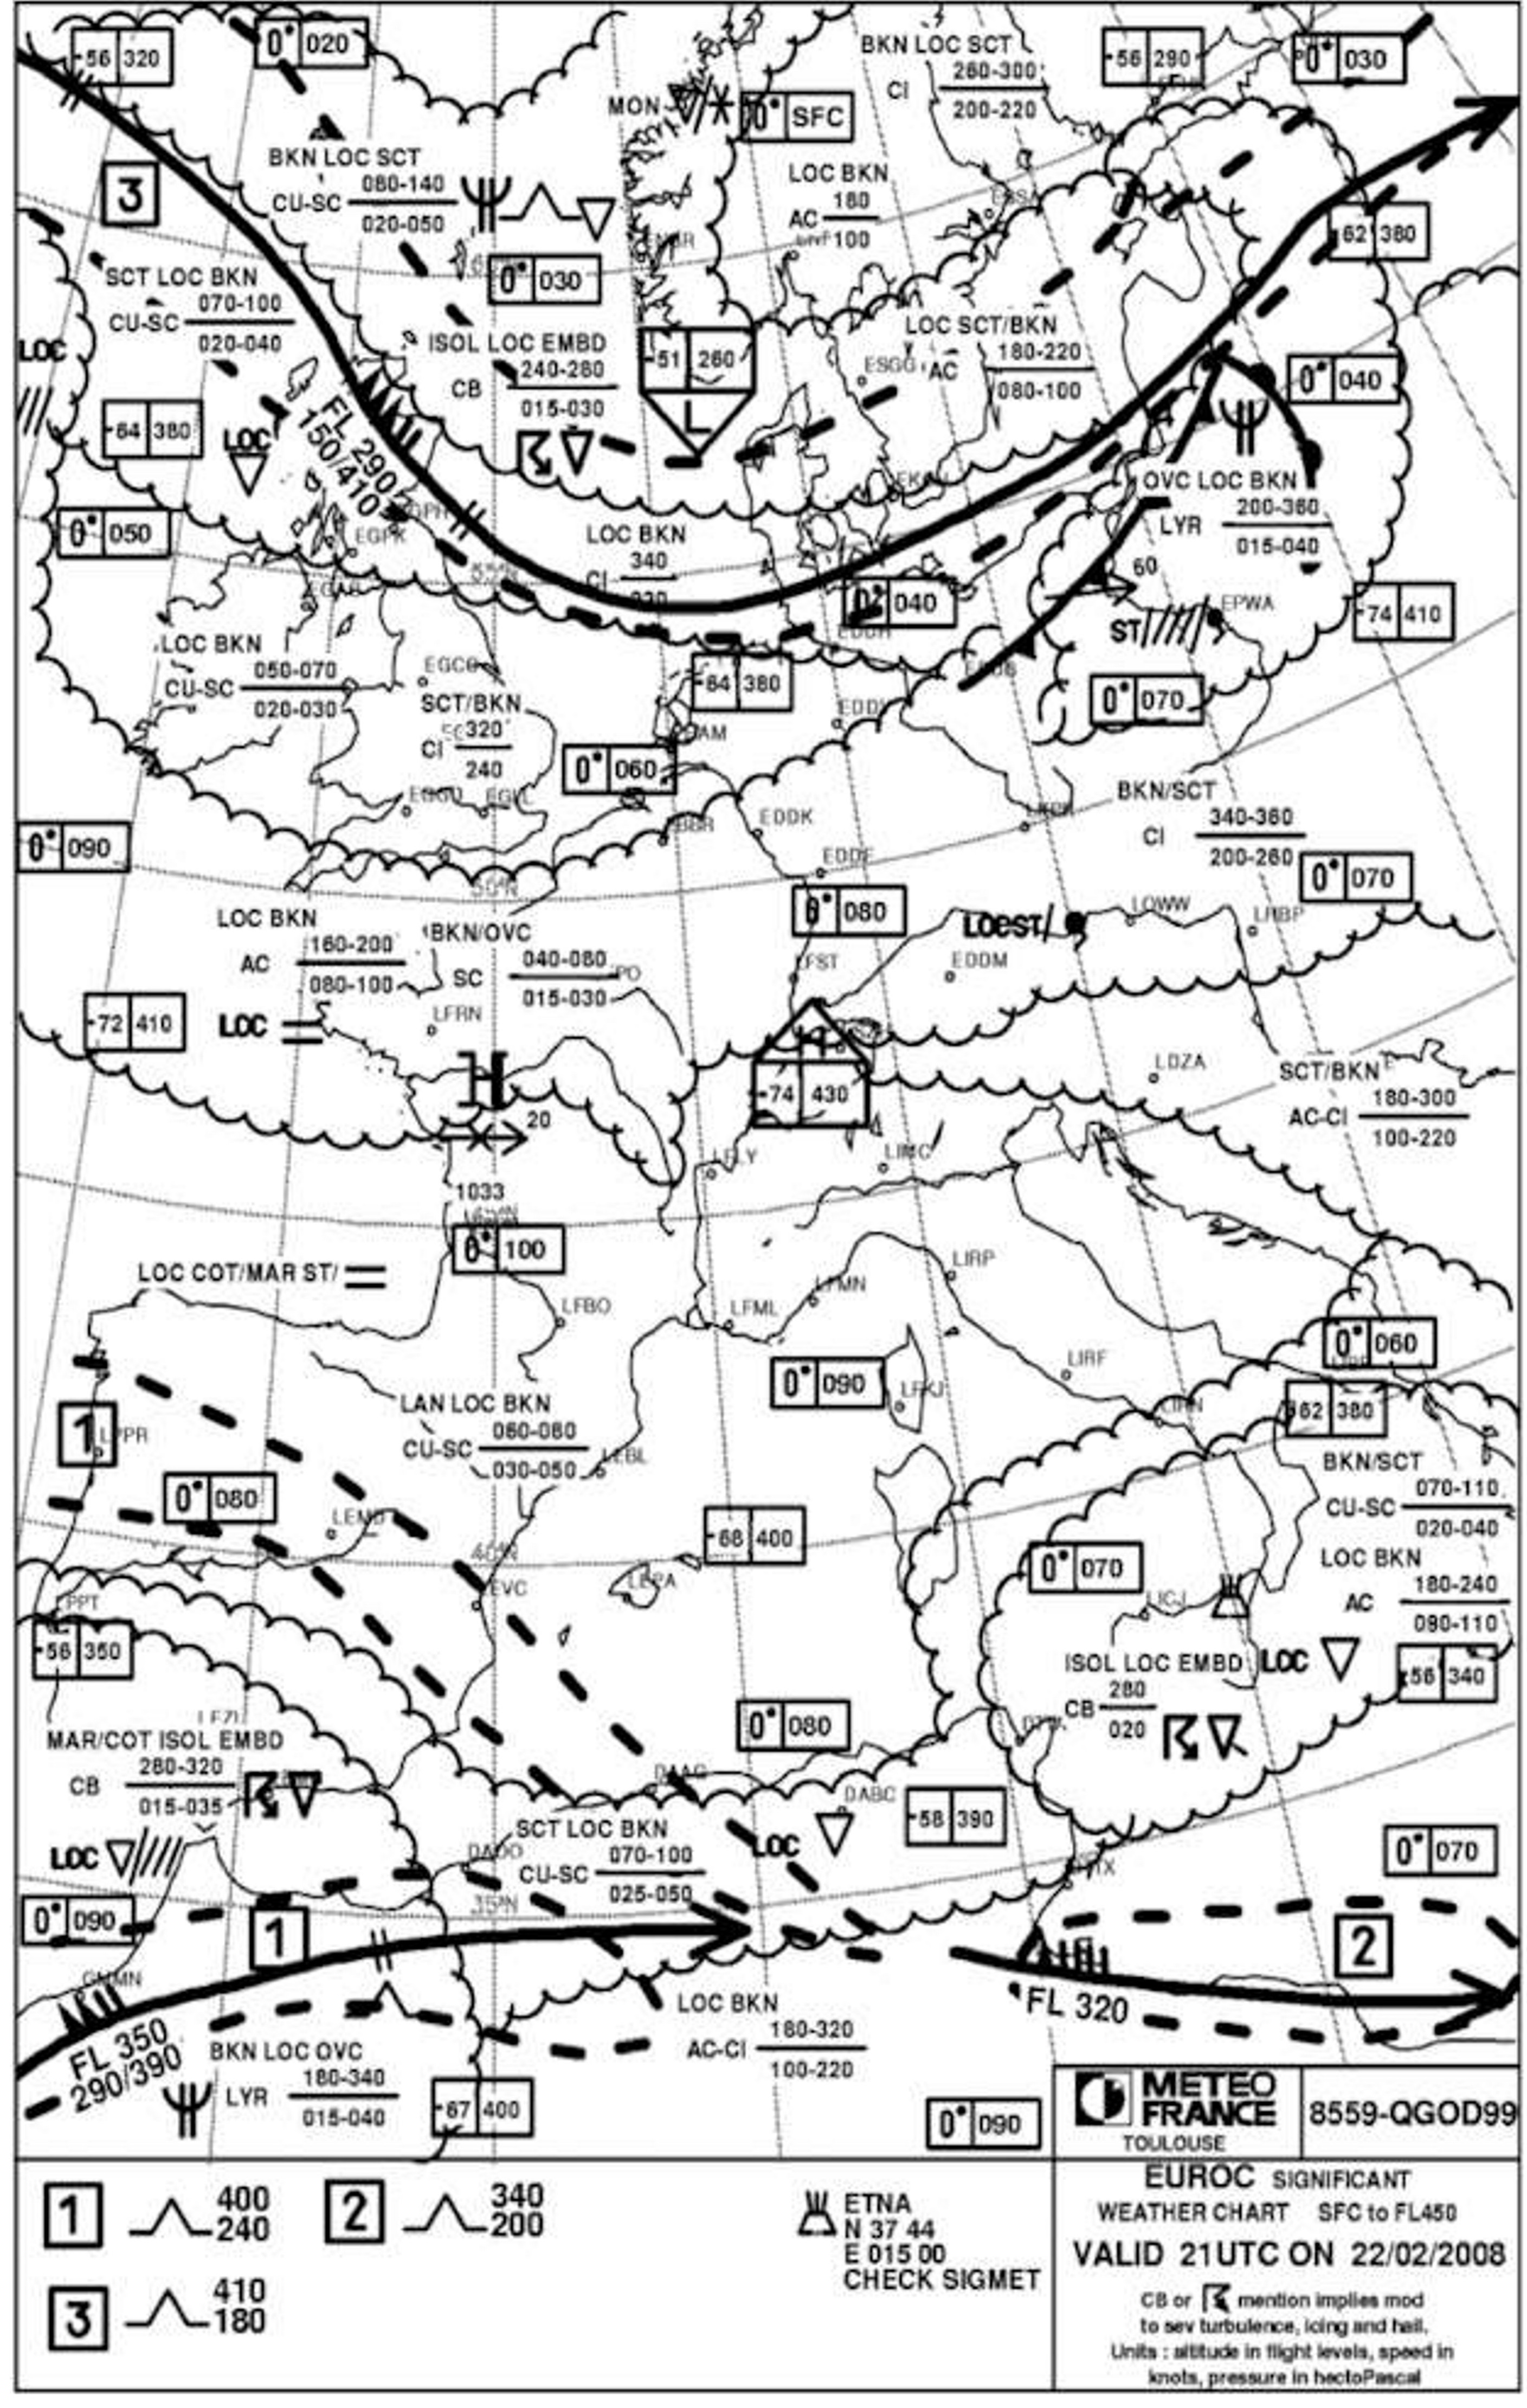 -56 320
0° 020
BKN LOC SCT
CI 260-300
200-220
-56 290
0° 030
MON
0° SFC
3
BKN LOC SCT
CU-SC 080-140
020-050
LOC BKN
AC 180
100
62 380
SCT LOC BKN
CU-SC 070-100
020-040
0° 030
LOC
ISOL LOC EMBD
CB 240-280
015-030
-51 260
L
LOC SCT/BKN
ESGG AC 180-220
080-100
0° 040
-64 380
LOC
FL 290
150/410
0° 050
EGPK
LOC BKN
CI 340
OVC LOC BKN
LYR 200-360
015-040
60
0° 040
ST EPWA
-74 410
LOC BKN
CU-SC 050-070
020-030
EGCC
SCT/BKN
CI 320
240
-64 380
0° 070
0° 060
0° 090
EDDK
EDDF
BKN/SCT
CI 340-360
200-260
0° 070
50°N
LOC BKN
AC 160-200
080-100
BKN/OVC
SC 040-080
015-030
0° 080
LOC ST/
LOWW
LHBP
LFST
EDDM
-72 410
LOC
LFRN
H
-74 430
LDZA
SCT/BKN
AC-CI 180-300
100-220
20
LFLY
LIMC
1033
0° 100
LOC COT/MAR ST/
LIRP
LFMN
LFBO
LFML
0° 060
0° 090
LIRF
LFKJ
1
LPPR
LAN LOC BKN
CU-SC 060-080
030-050
LEBL
62 380
BKN/SCT
CU-SC 070-110
020-040
0° 080
LEMD
-68 400
40°N
0° 070
LOC BKN
AC 180-240
090-110
LEPA
LICJ
-56 350
ISOL LOC EMBD
CB 280
020
LOC
56 340
MAR/COT ISOL EMBD
CB 280-320
015-035
0° 080
DAAG
DABC
-58 390
LOC
SCT LOC BKN
CU-SC 070-100
025-050
LOC
DAOO
35°N
0° 070
0° 090
1
2
GMMN
FL 350
290/390
FL 320
LOC BKN
AC-CI 180-320
100-220
BKN LOC OVC
LYR 180-340
015-040
-67 400
0° 090
METEO
FRANCE
TOULOUSE
8559-QGOD99
1 400
240
2 340
200
3 410
180
ETNA
N 37 44
E 015 00
CHECK SIGMET
EUROC SIGNIFICANT
WEATHER CHART SFC to FL450
VALID 21UTC ON 22/02/2008
CB or mention implies mod
to sev turbulence, icing and hail.
Units : altitude in flight levels, speed in
knots, pressure in hectoPascal